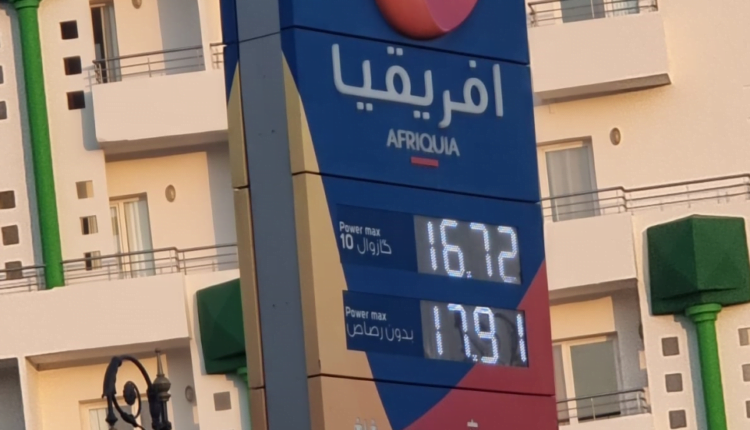 افريقيا
AFRIQUIA
Power max
10 گازوال
16.72
Power max
بدون رصاص
17.91